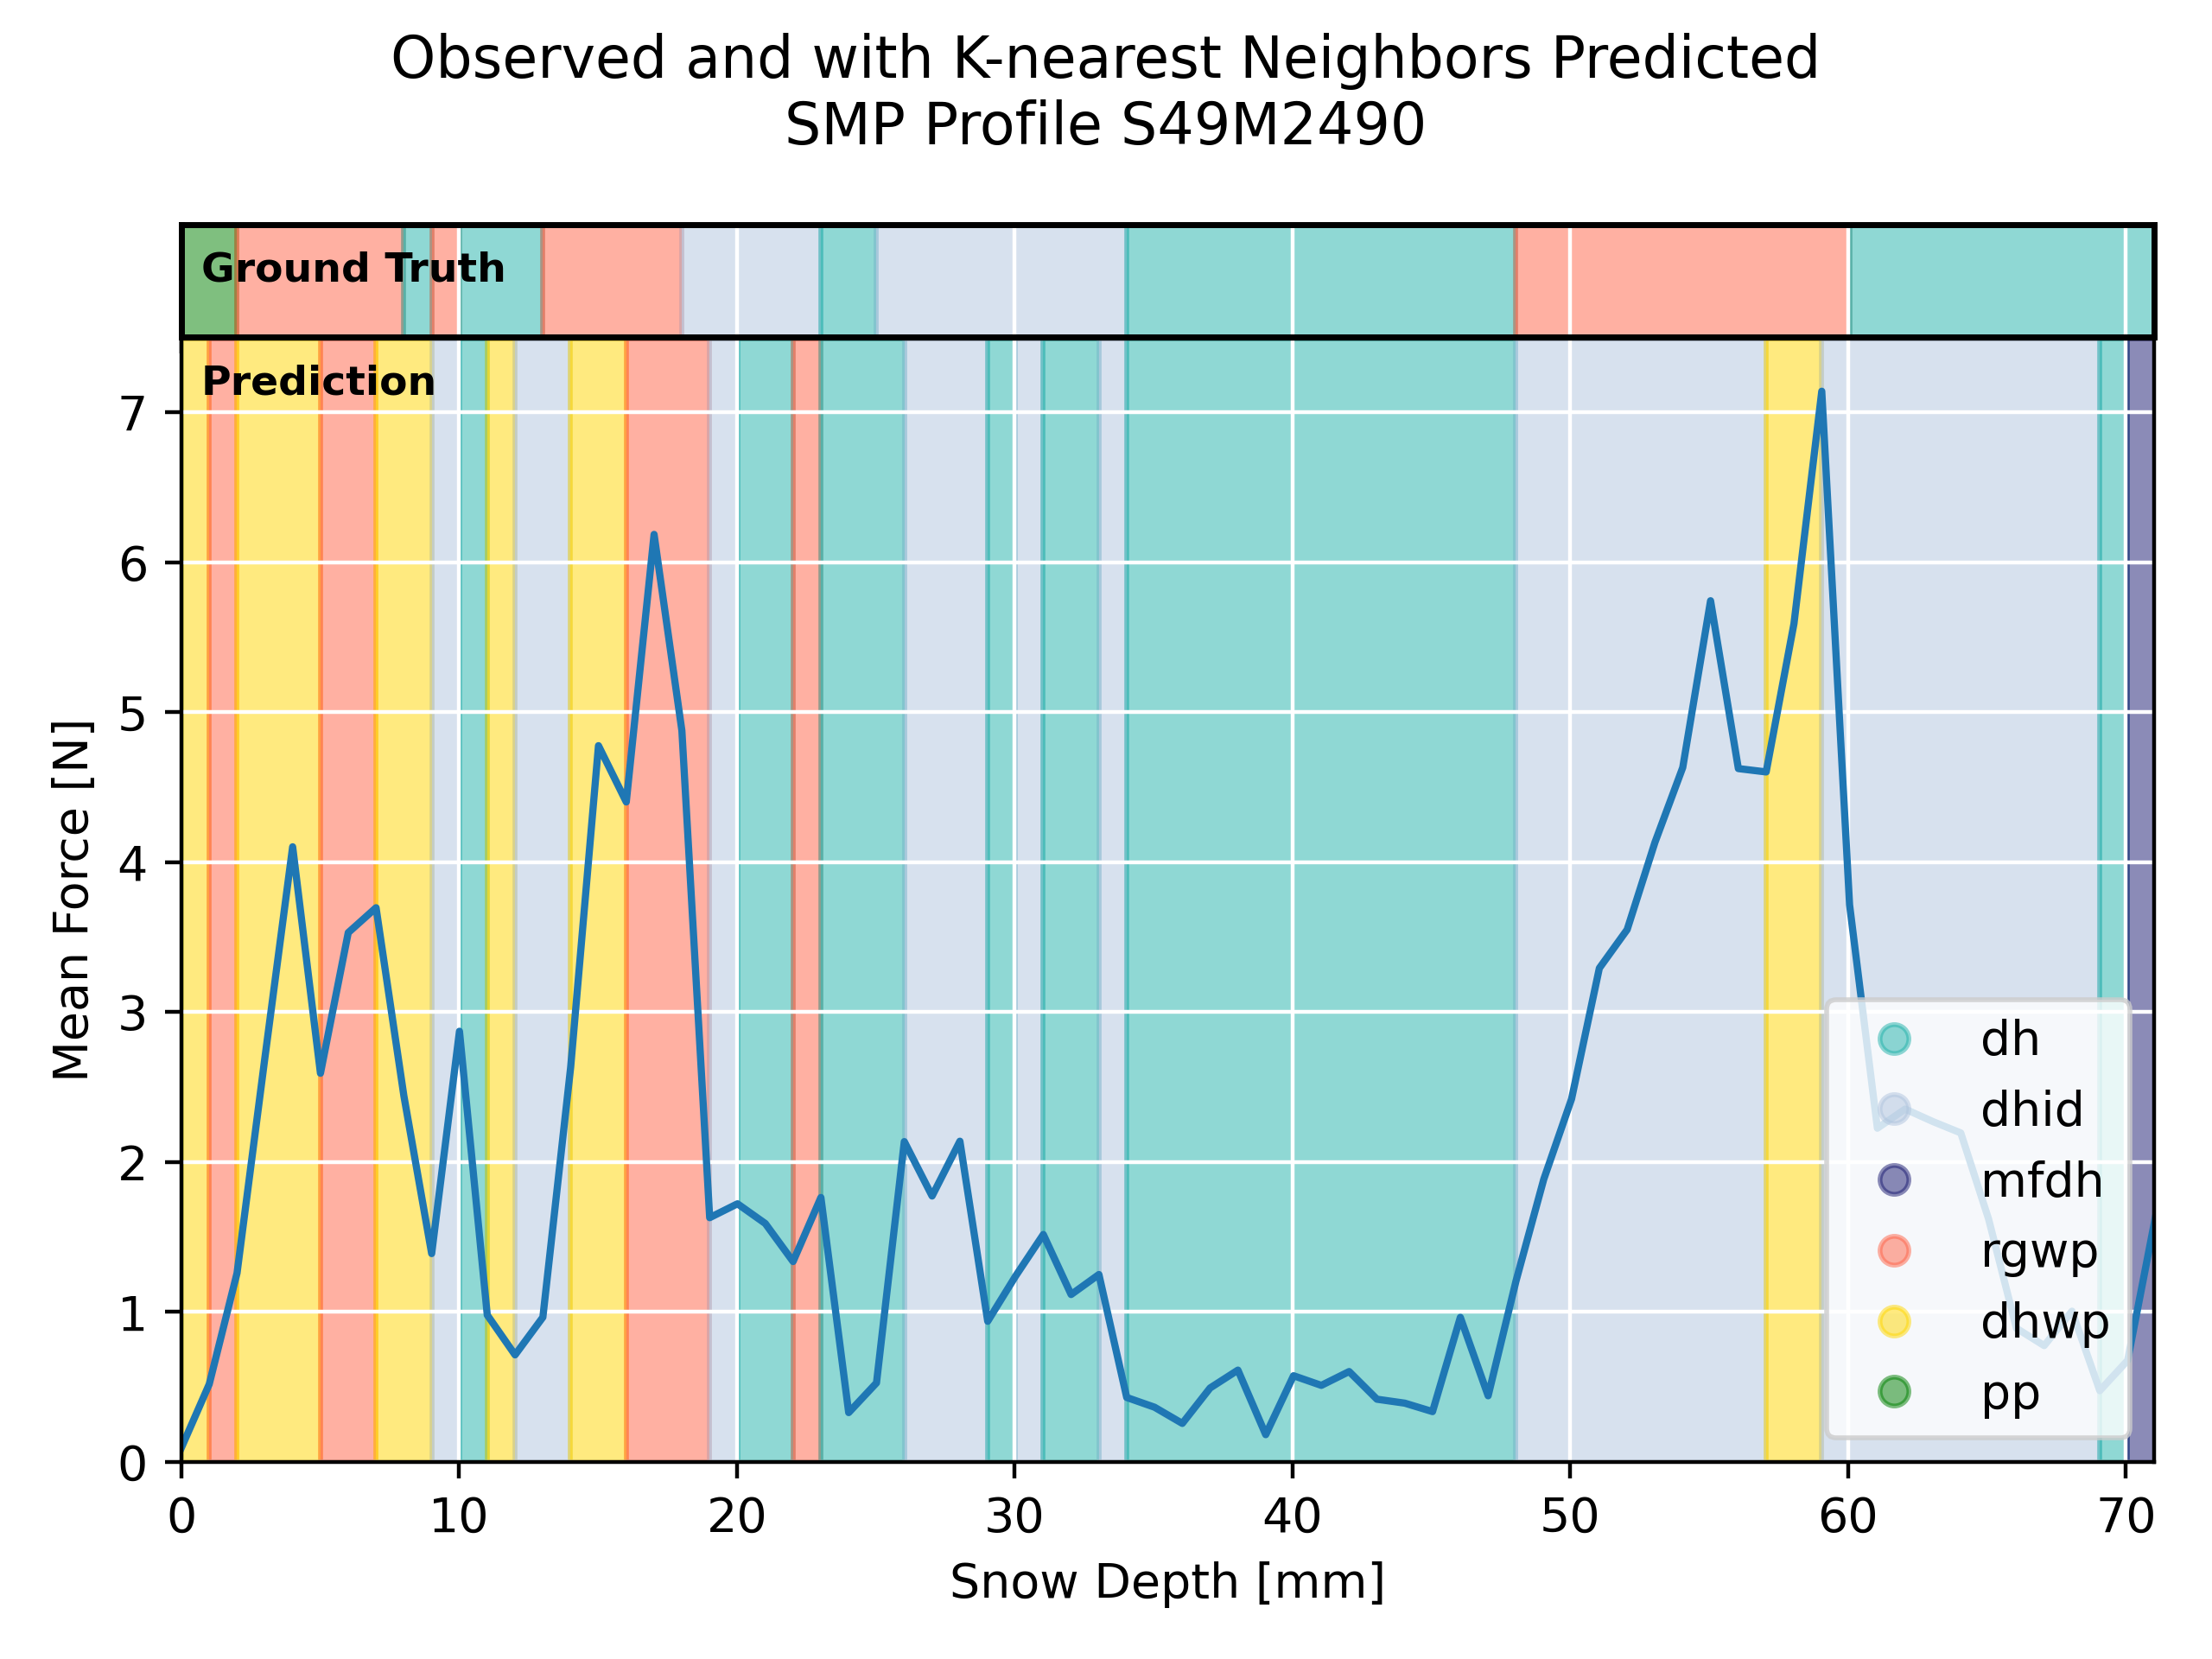 Observed and with K-nearest Neighbors Predicted
SMP Profile S49M2490
Ground Truth
Prediction
7
6
5
4
3
2
1
0
Mean Force [N]
dh
dhid
mfdh
rgwp
dhwp
pp
0 10 20 30 40 50 60 70
Snow Depth [mm]